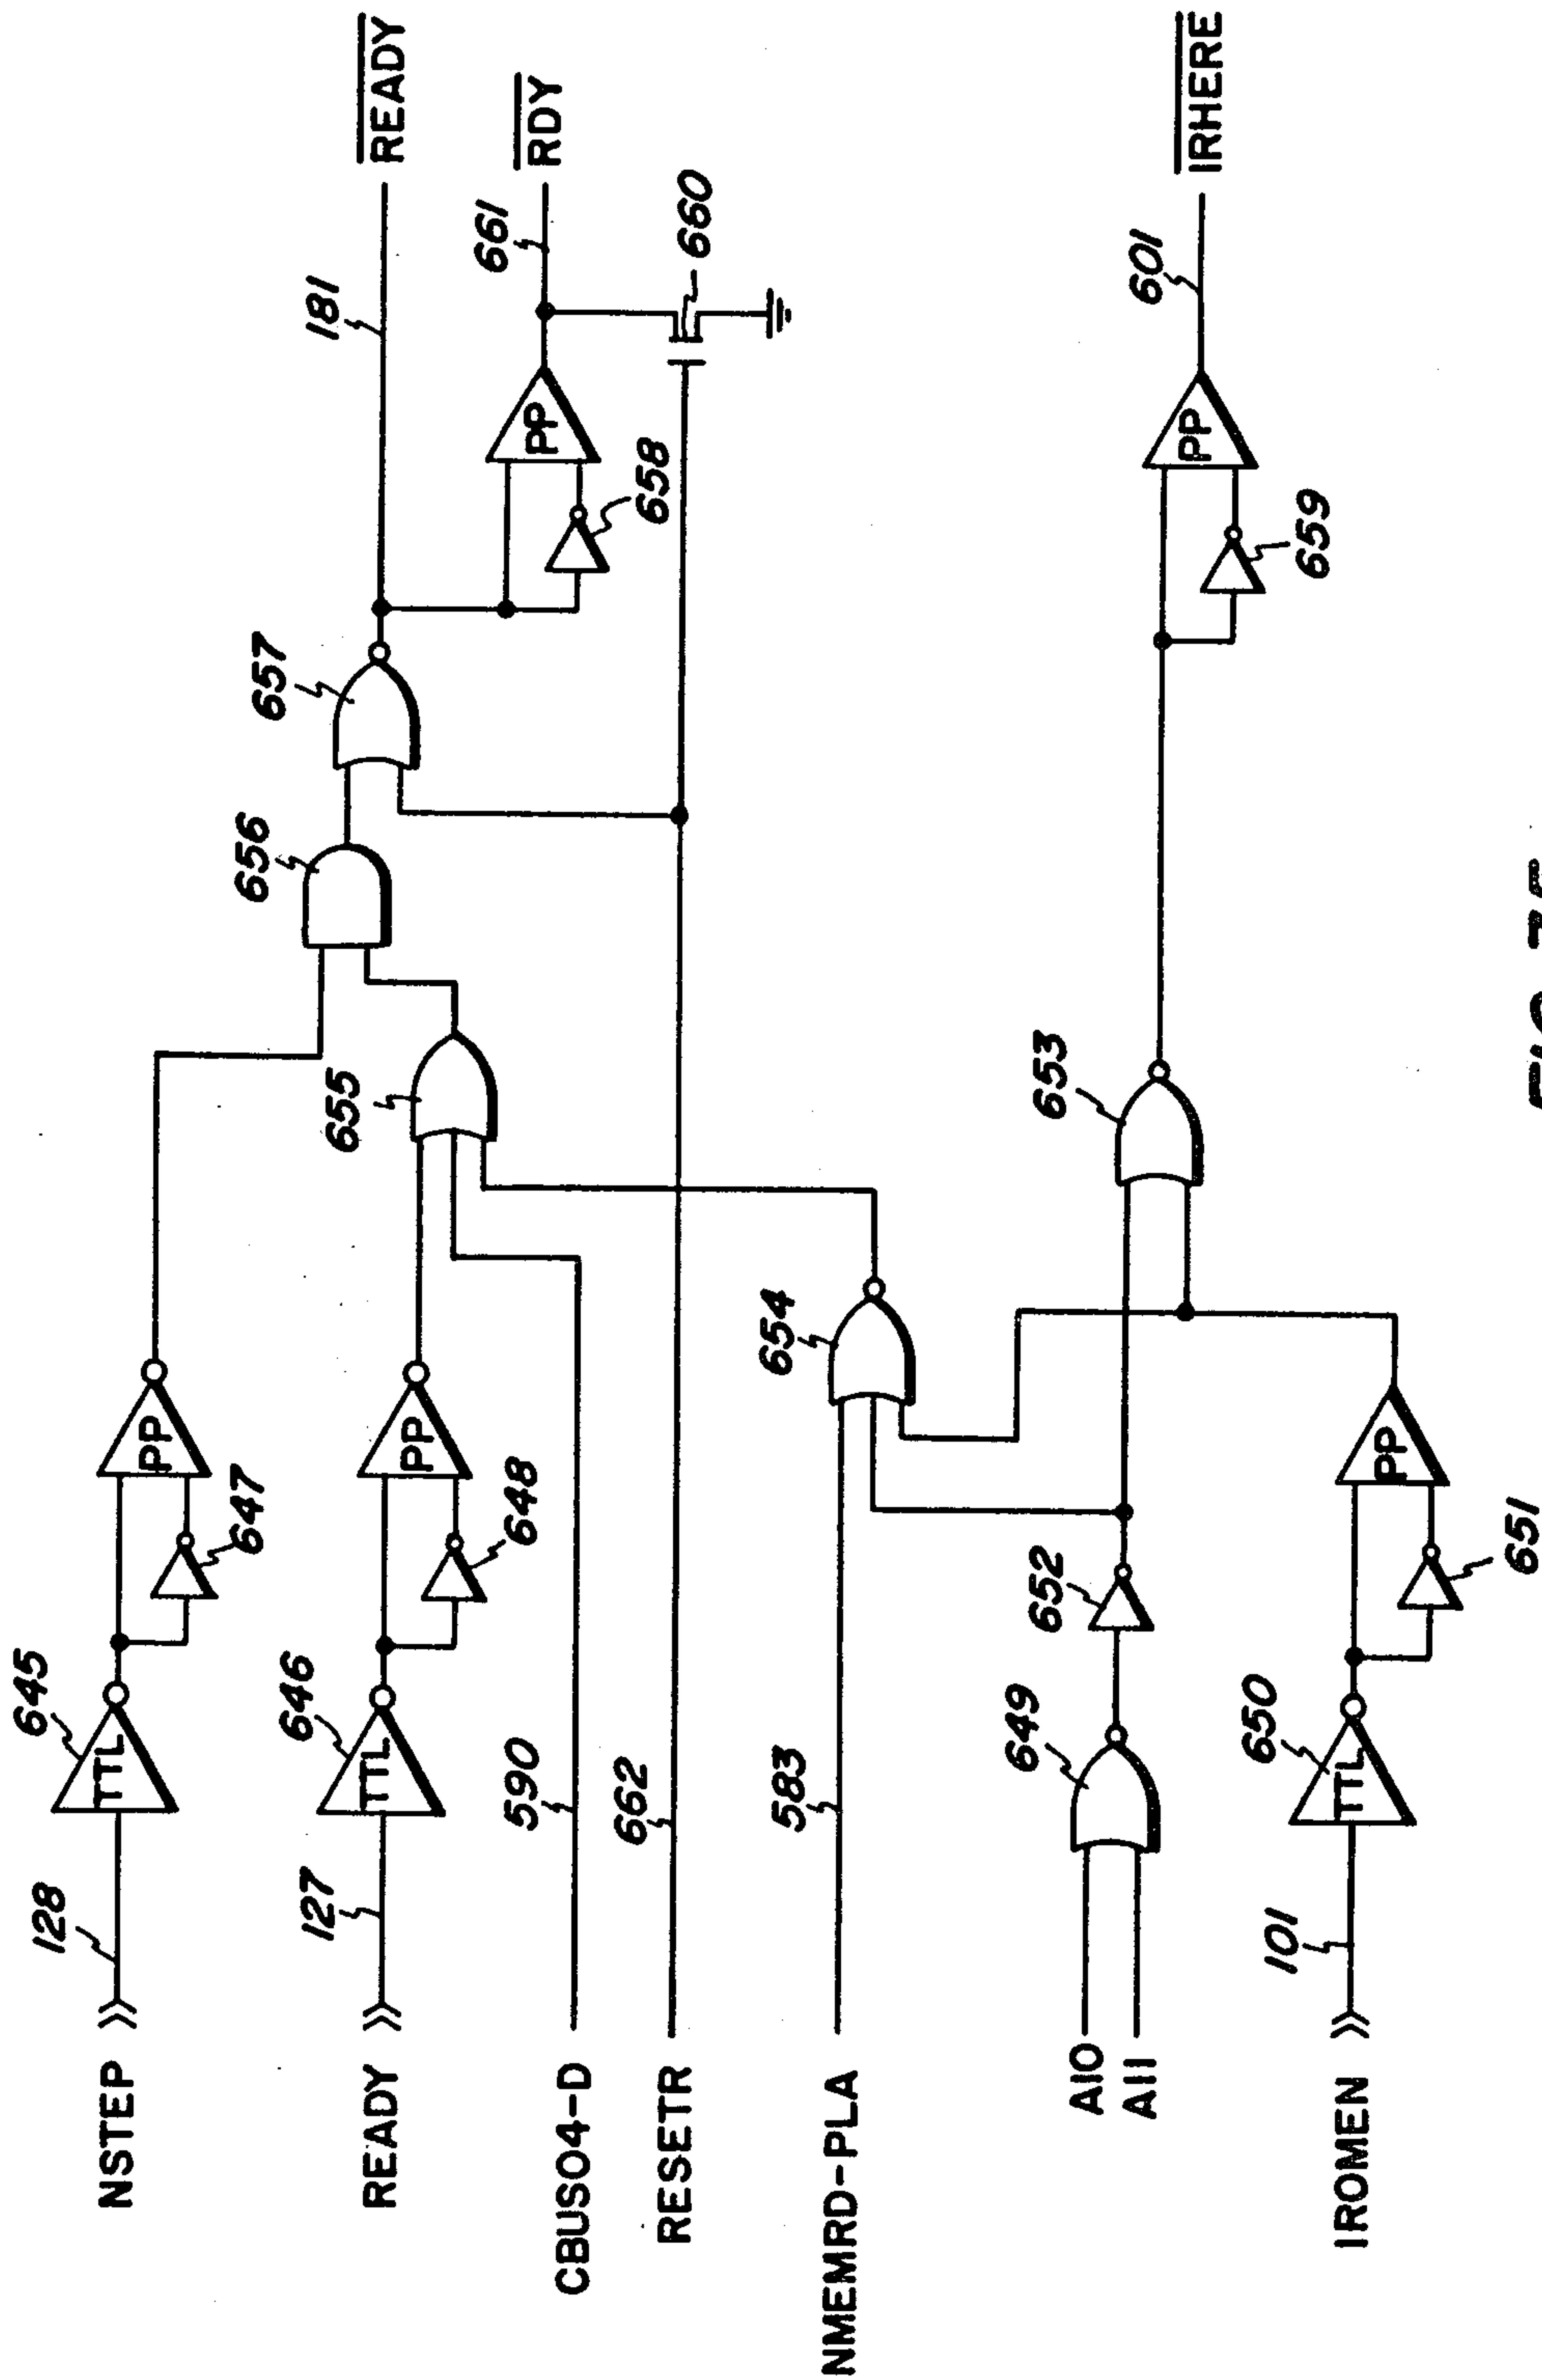 NSTEP
128
645
TTL
647
PP
READY
127
646
TTL
648
PP
CBUS04-D
590
RESETR
662
NMEMRD-PLA
583
A10
A11
649
652
IROMEN
101
650
TTL
651
PP
654
655
656
657
653
658
PP
660
661
181
READY
RDY
659
PP
601
IRHERE